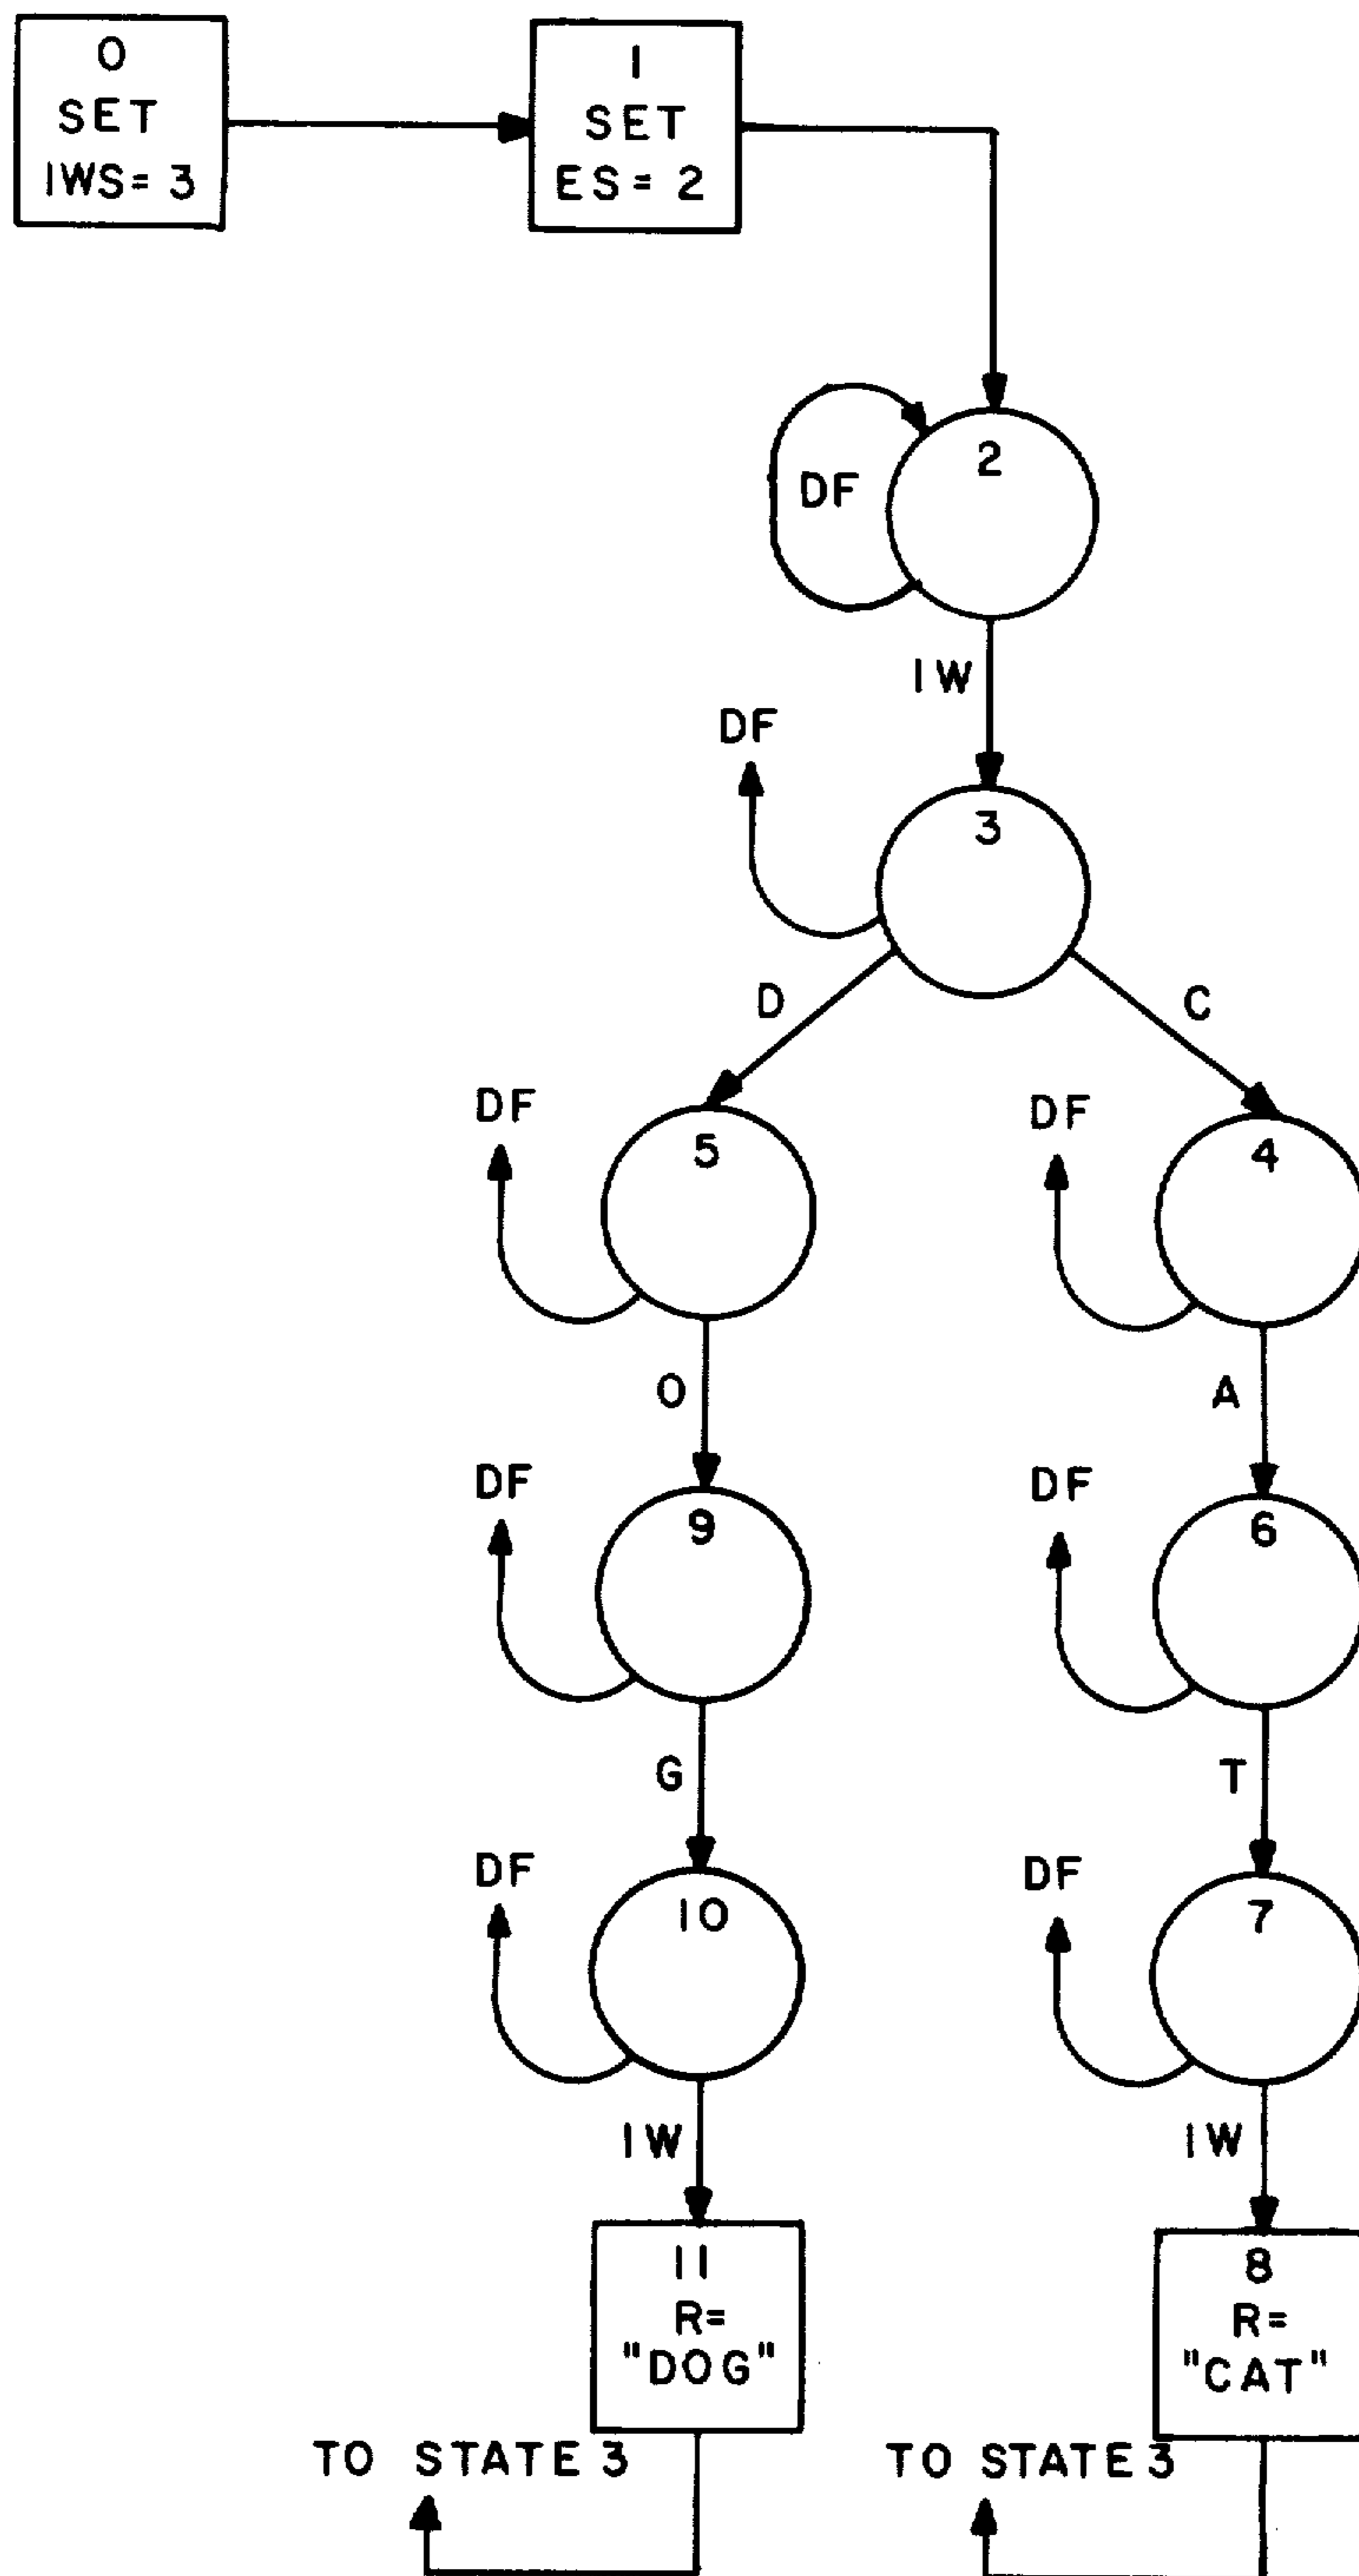 0
SET
IWS= 3
1
SET
ES= 2
2
DF
IW
DF
3
D
C
DF
5
DF
4
O
A
DF
9
DF
6
G
T
DF
10
DF
7
IW
IW
11
R=
"DOG"
8
R=
"CAT"
TO STATE 3
TO STATE 3